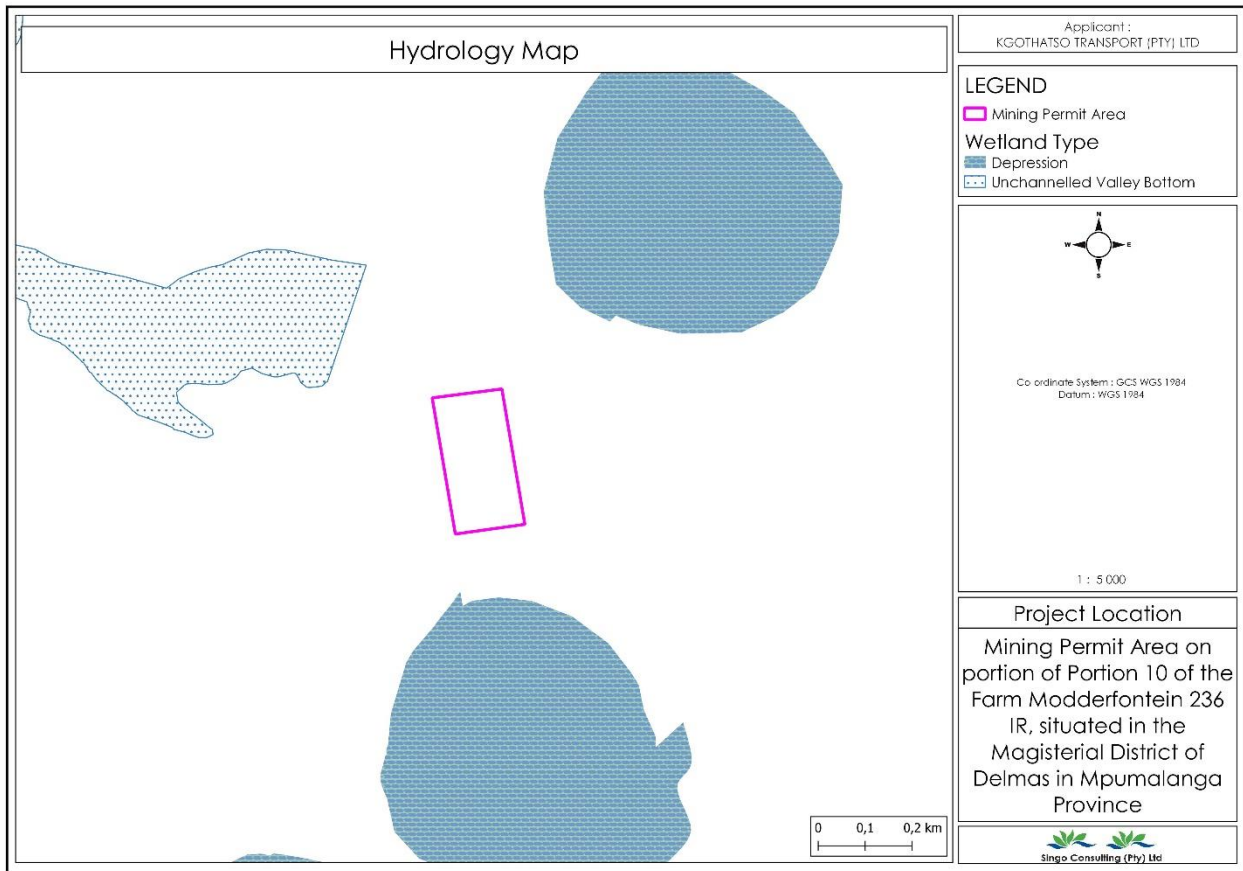 Hydrology Map
Applicant :
KGOTHATSO TRANSPORT (PTY) LTD
LEGEND
Mining Permit Area
Wetland Type
Depression
Unchannelled Valley Bottom
N
W E
S
Co ordinate System : GCS WGS 1984
Datum : WGS 1984
1 : 5 000
Project Location
Mining Permit Area on
portion of Portion 10 of the
Farm Modderfontein 236
IR, situated in the
Magisterial District of
Delmas in Mpumalanga
Province
0 0,1 0,2 km
Singo Consulting (Pty) Ltd